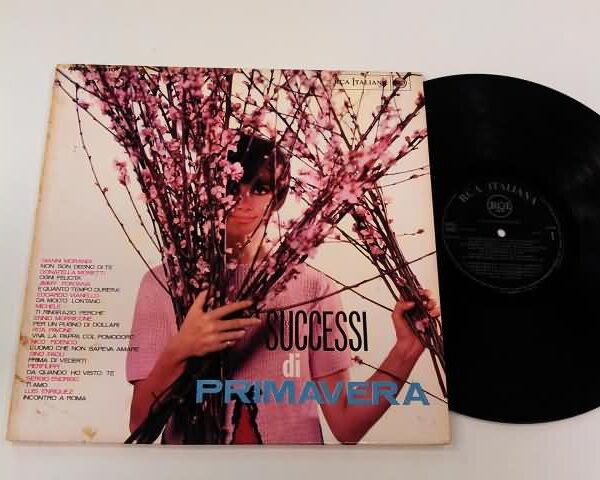 RCA ITALIANA
GIANNI MORANDI
NON SON DEGNO DI TE
DONATELLA MORETTI
OGNI FELICITA'
JIMMY FONTANA
E QUANTO TEMPO DURERA'
EDOARDO VIANELLO
DA MOLTO LONTANO
MICHELE
TI RINGRAZIO PERCHE'
ENNIO MORRICONE
PER UN PUGNO DI DOLLARI
RITA PAVONE
VIVA LA PAPPA COL POMODORO
NICO FIDENCO
L'UOMO CHE NON SAPEVA AMARE
GINO PAOLI
PRIMA DI VEDERTI
PIERFILIPPI
DA QUANDO HO VISTO TE
SERGIO ENDRIGO
TI AMO
LUIS ENRIQUEZ
INCONTRO A ROMA
SUCCESSI
di
PRIMAVERA
RCA ITALIANA
RCA